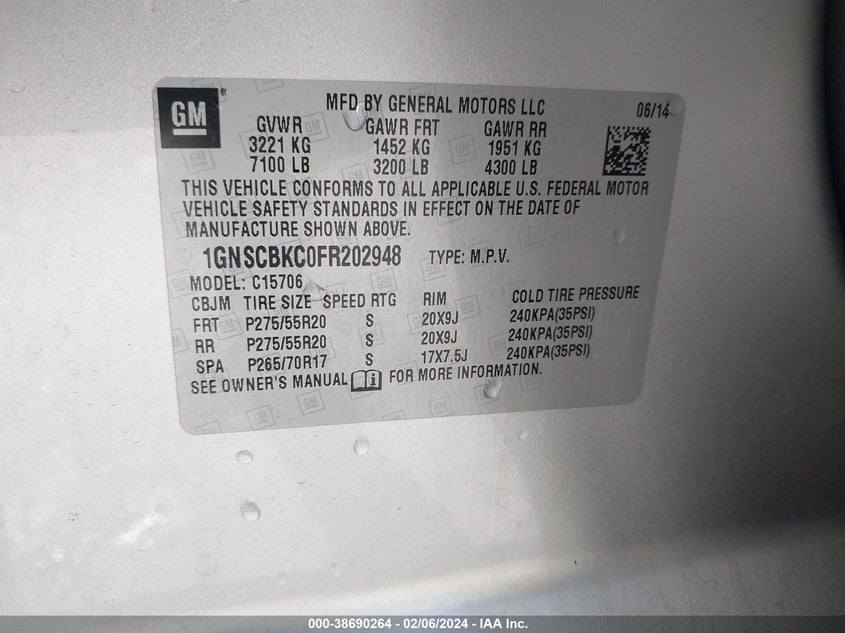 GM
MFD BY GENERAL MOTORS LLC 06/14
GVWR GAWR FRT GAWR RR
3221 KG 1452 KG 1951 KG
7100 LB 3200 LB 4300 LB
THIS VEHICLE CONFORMS TO ALL APPLICABLE U.S. FEDERAL MOTOR
VEHICLE SAFETY STANDARDS IN EFFECT ON THE DATE OF
MANUFACTURE SHOWN ABOVE.
1GNSCBKC0FR202948 TYPE: M.P.V.
MODEL: C15706
CBJM TIRE SIZE SPEED RTG RIM COLD TIRE PRESSURE
FRT P275/55R20 S 20X9J 240KPA(35PSI)
RR P275/55R20 S 20X9J 240KPA(35PSI)
SPA P265/70R17 S 17X7.5J 240KPA(35PSI)
SEE OWNER'S MANUAL FOR MORE INFORMATION.
000-38690264 - 02/06/2024 - IAA Inc.